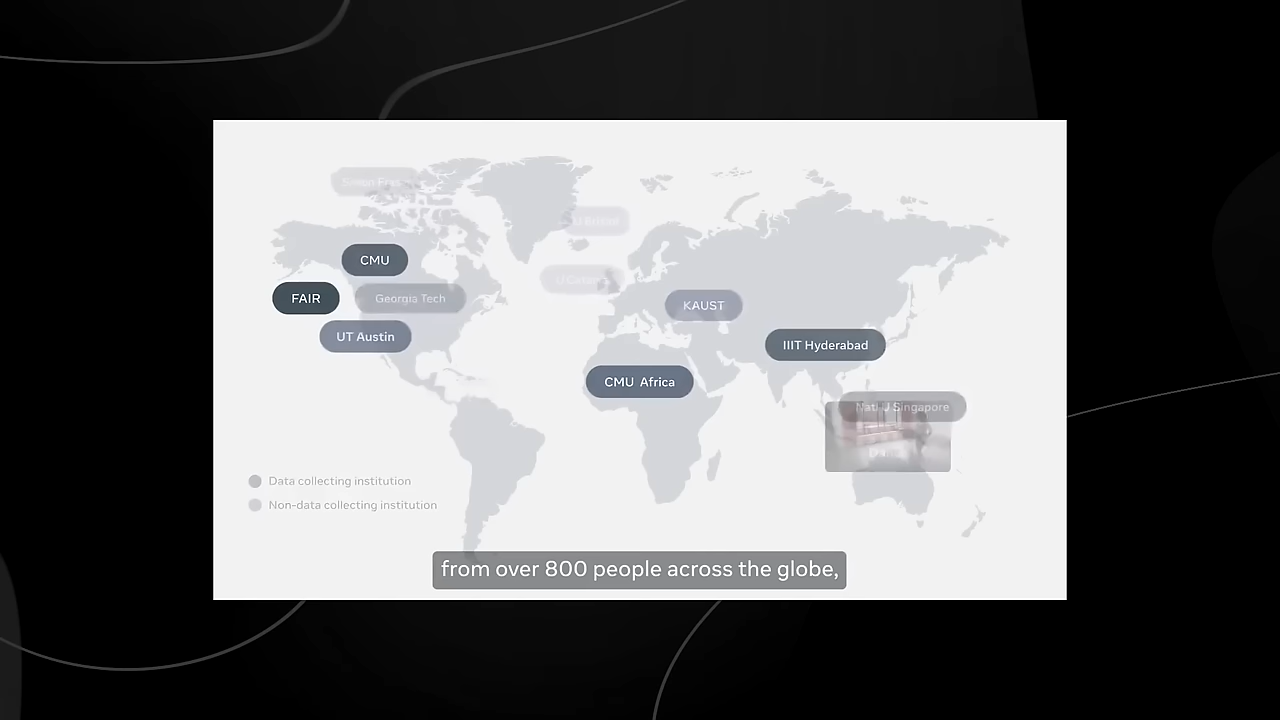 CMU
FAIR
Georgia Tech
UT Austin
KAUST
IIIT Hyderabad
CMU Africa
Singapore
Data collecting institution
Non-data collecting institution
from over 800 people across the globe,